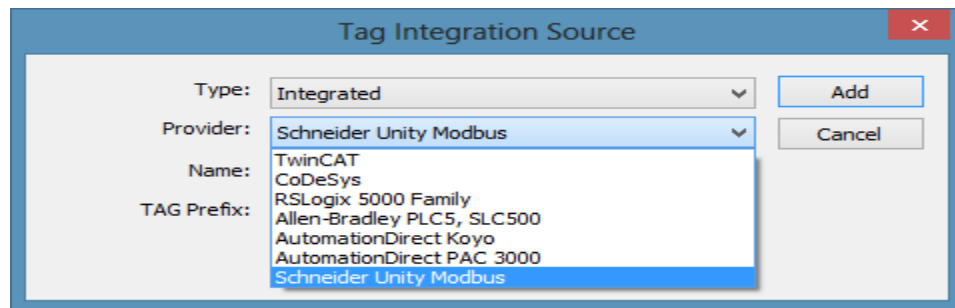 Tag Integration Source
Type: Integrated Add
Provider: Schneider Unity Modbus Cancel
Name: TwinCAT
CoDeSys
TAG Prefix: RSLogix 5000 Family
Allen-Bradley PLC5, SLC500
AutomationDirect Koyo
AutomationDirect PAC 3000
Schneider Unity Modbus